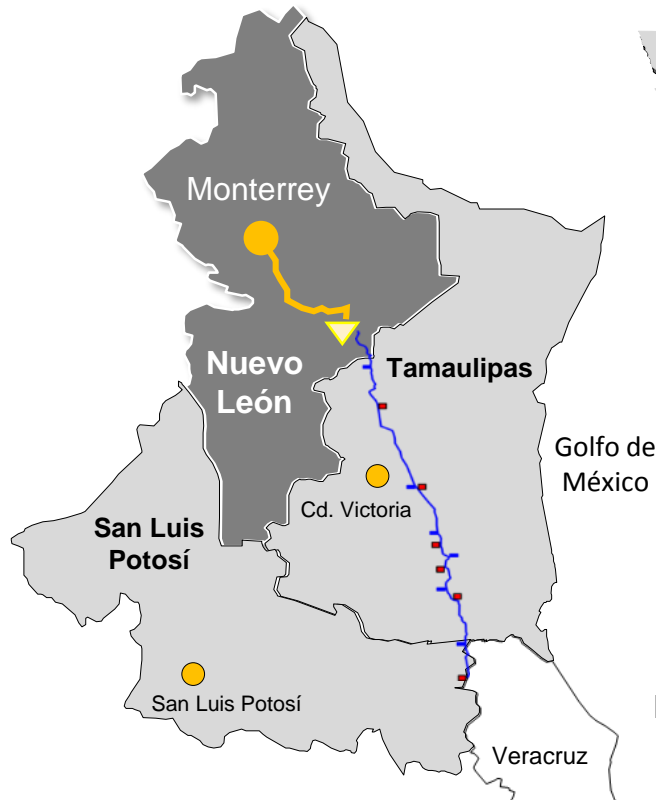 Monterrey
Nuevo
León
Tamaulipas
Golfo de
México
Cd. Victoria
San Luis
Potosí
San Luis Potosí
Veracruz